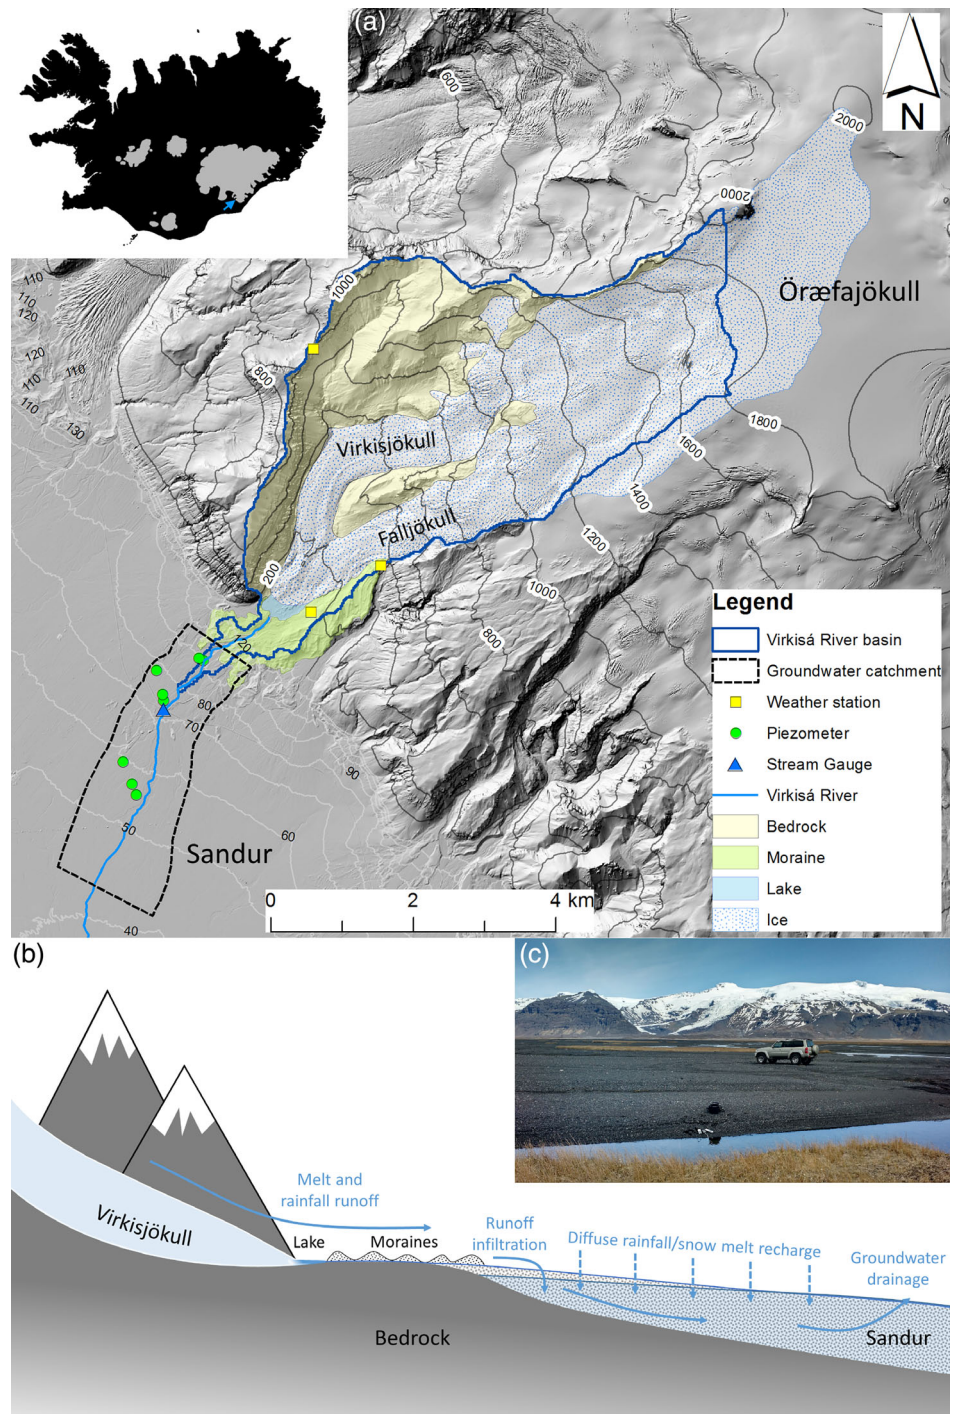 (a)
N
600
2000
2000
1000
Öræfajökull
110
110
120
120
110
110
110
130
800
1800
1600
1400
1200
1000
800
Virkisjökull
Falljökull
200
120
80
70
90
60
50
40
Sandur
0
2
4 km
Legend
Virkisá River basin
Groundwater catchment
Weather station
Piezometer
Stream Gauge
Virkisá River
Bedrock
Moraine
Lake
Ice
(b)
(c)
Melt and
rainfall runoff
Virkisjökull
Lake
Moraines
Runoff
infiltration
Diffuse rainfall/snow melt recharge
Groundwater
drainage
Bedrock
Sandur